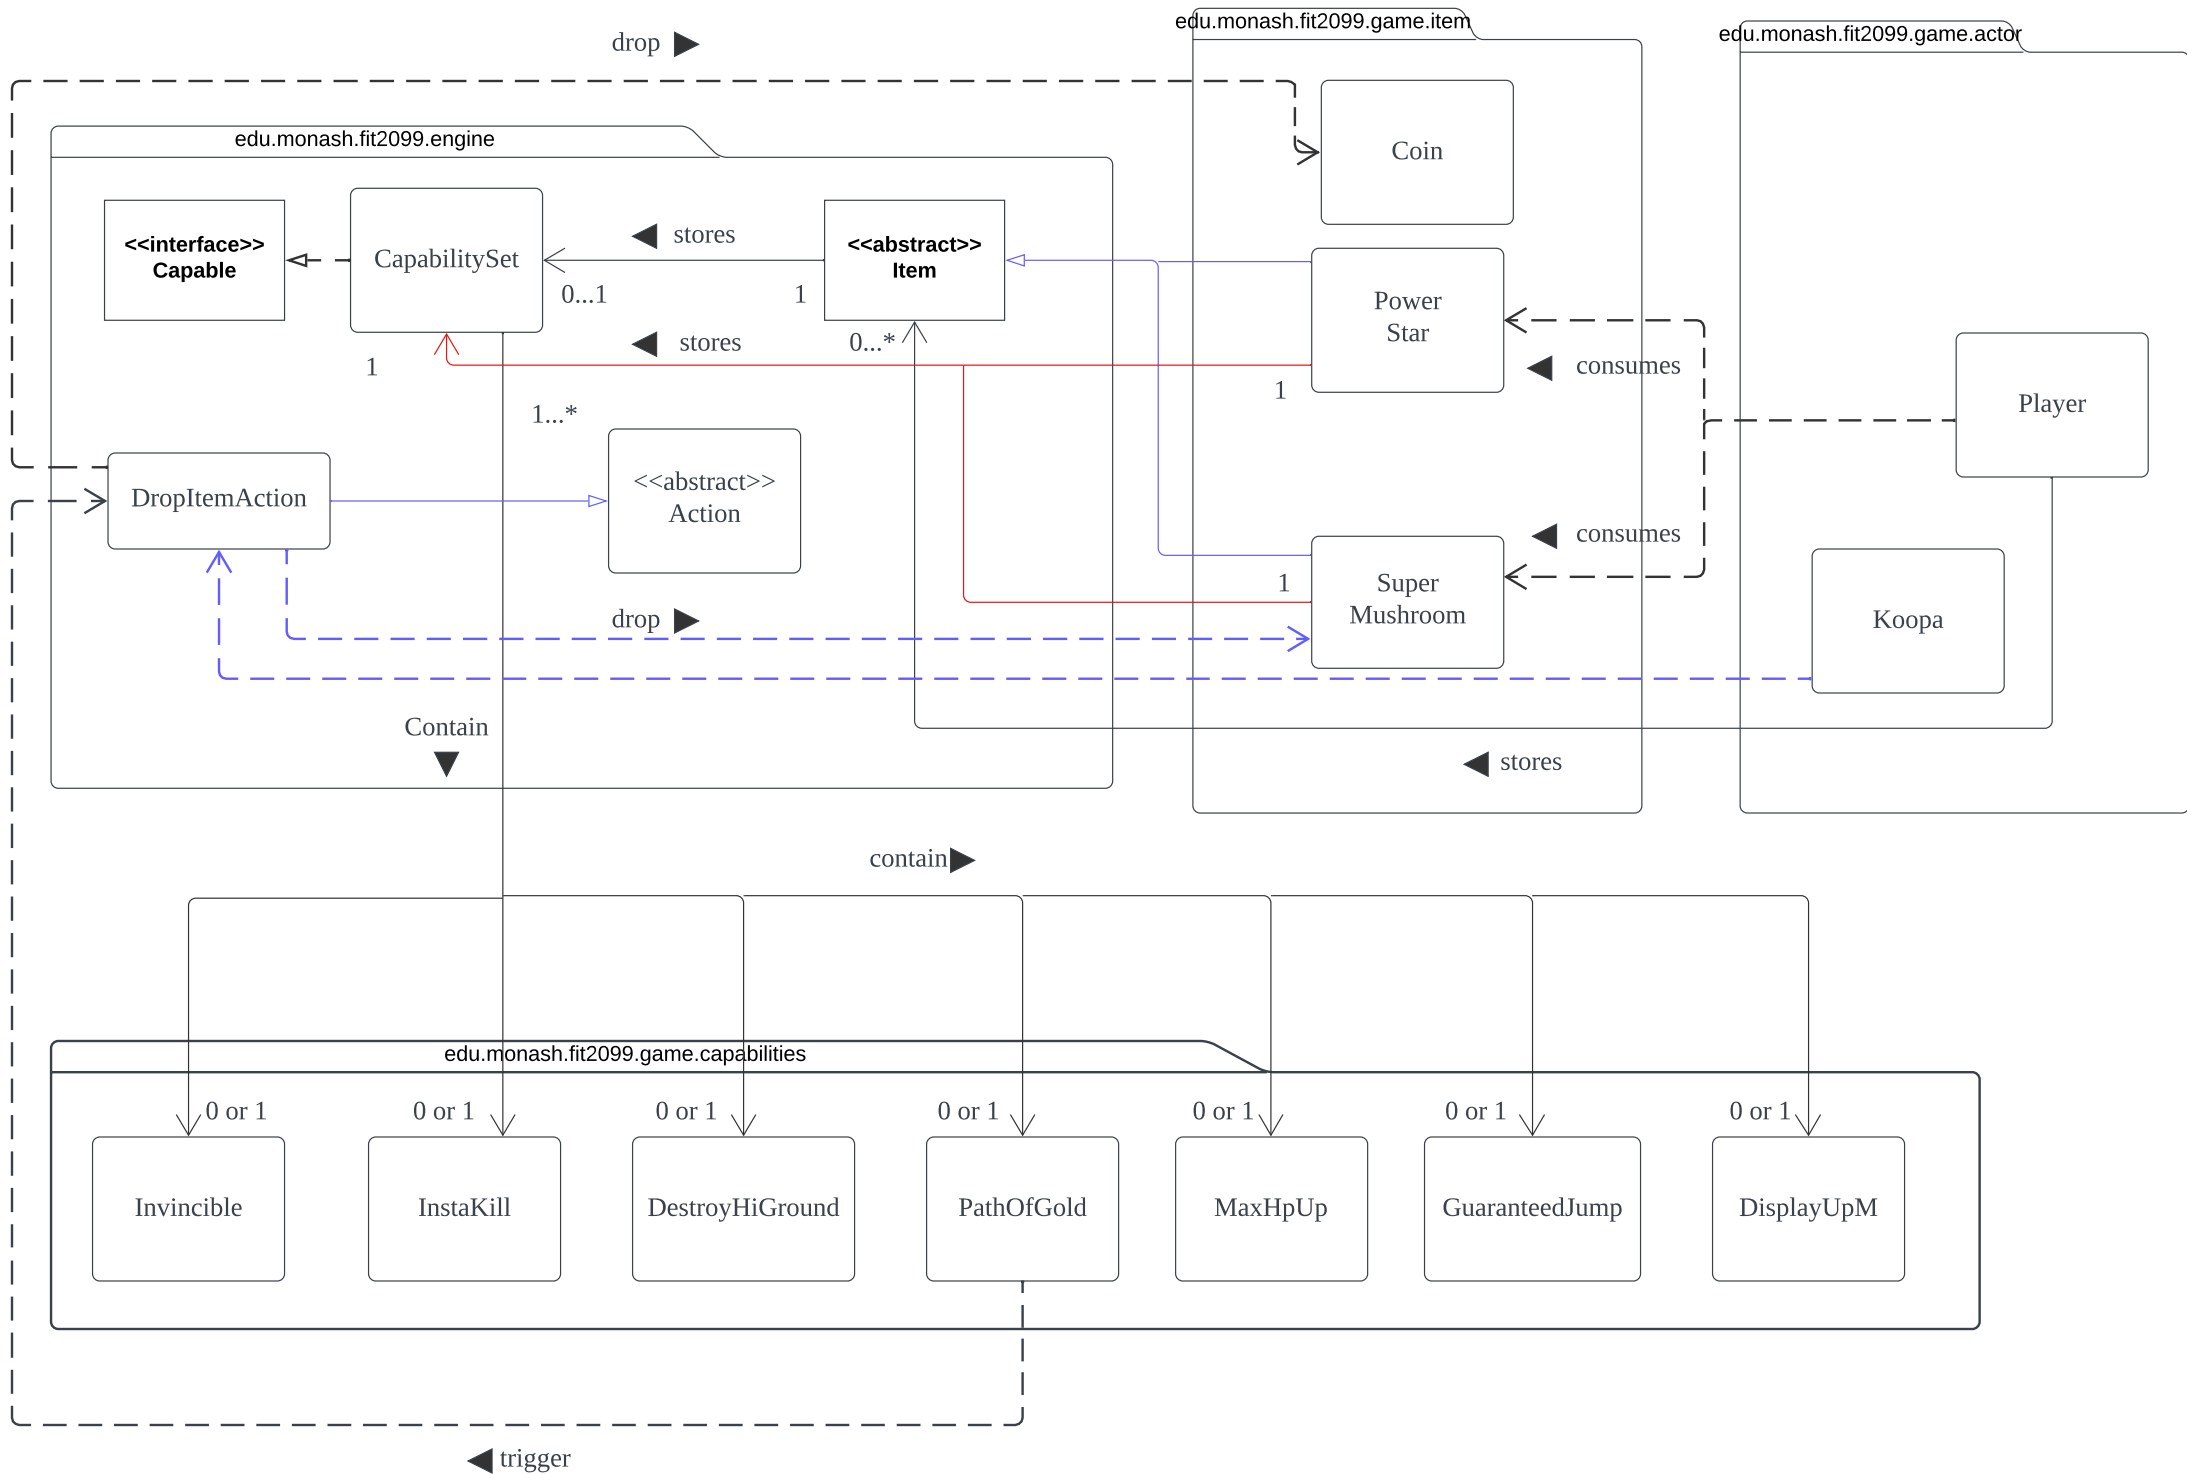 edu.monash.fit2099.game.item
edu.monash.fit2099.game.actor
drop
edu.monash.fit2099.engine
Coin
<<interface>>
Capable
CapabilitySet
stores
<<abstract>>
Item
0...1
1
Power
Star
stores
0...*
1
1
consumes
Player
1...*
DropItemAction
<<abstract>>
Action
consumes
1
Super
Mushroom
drop
Koopa
Contain
stores
contain
edu.monash.fit2099.game.capabilities
0 or 1
0 or 1
0 or 1
0 or 1
0 or 1
0 or 1
0 or 1
Invincible
InstaKill
DestroyHiGround
PathOfGold
MaxHpUp
GuaranteedJump
DisplayUpM
trigger